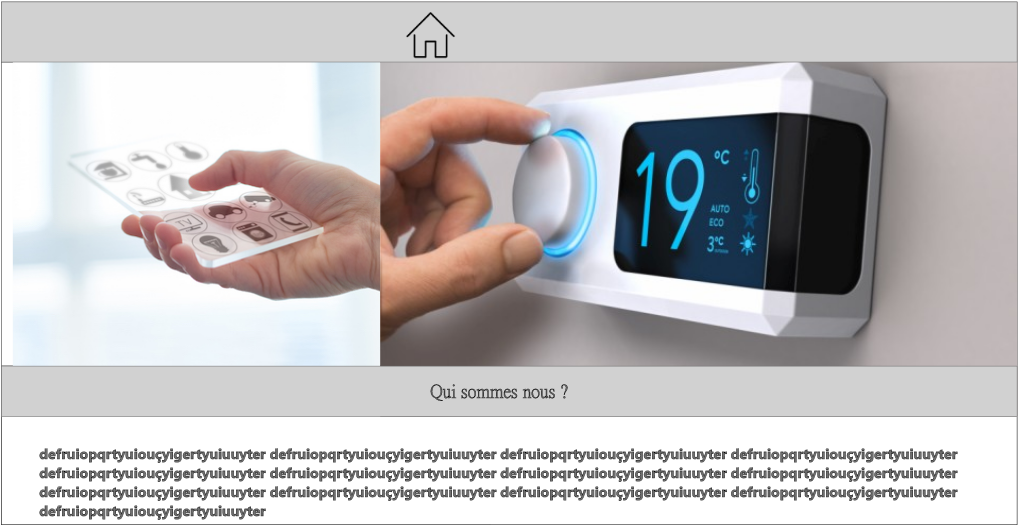 TV
19 °C
AUTO
ECO
3°C
Qui sommes nous ?
defruiopqrtyuiouçyigertyuiuuyter defruiopqrtyuiouçyigertyuiuuyter defruiopqrtyuiouçyigertyuiuuyter defruiopqrtyuiouçyigertyuiuuyter
defruiopqrtyuiouçyigertyuiuuyter defruiopqrtyuiouçyigertyuiuuyter defruiopqrtyuiouçyigertyuiuuyter defruiopqrtyuiouçyigertyuiuuyter
defruiopqrtyuiouçyigertyuiuuyter defruiopqrtyuiouçyigertyuiuuyter defruiopqrtyuiouçyigertyuiuuyter defruiopqrtyuiouçyigertyuiuuyter
defruiopqrtyuiouçyigertyuiuuyter